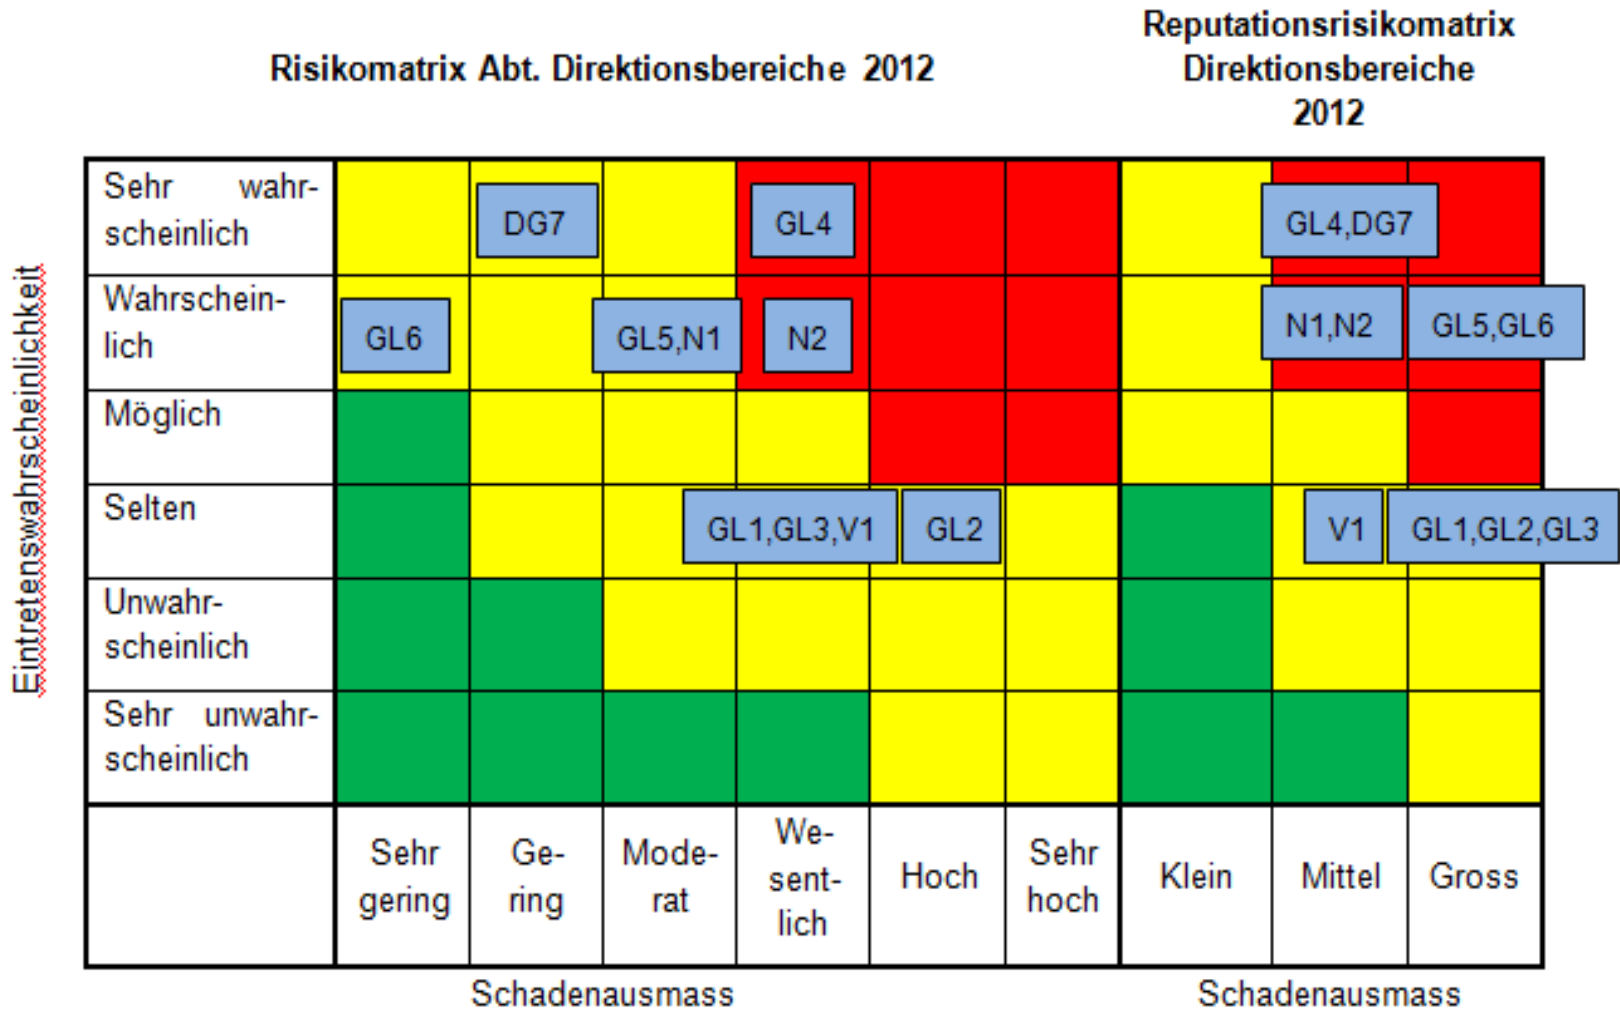 Reputationsrisikomatrix
Direktionsbereiche
2012
Risikomatrix Abt. Direktionsbereiche 2012
Eintretenswahrscheinlichkeit
Sehr wahr-
scheinlich
DG7
GL4
GL4,DG7
Wahrschein-
lich
GL6
GL5,N1
N2
N1,N2
GL5,GL6
Möglich
Selten
GL1,GL3,V1
GL2
V1
GL1,GL2,GL3
Unwahr-
scheinlich
Sehr unwahr-
scheinlich
Sehr
gering
Ge-
ring
Mode-
rat
We-
sent-
lich
Hoch
Sehr
hoch
Klein
Mittel
Gross
Schadenausmass
Schadenausmass